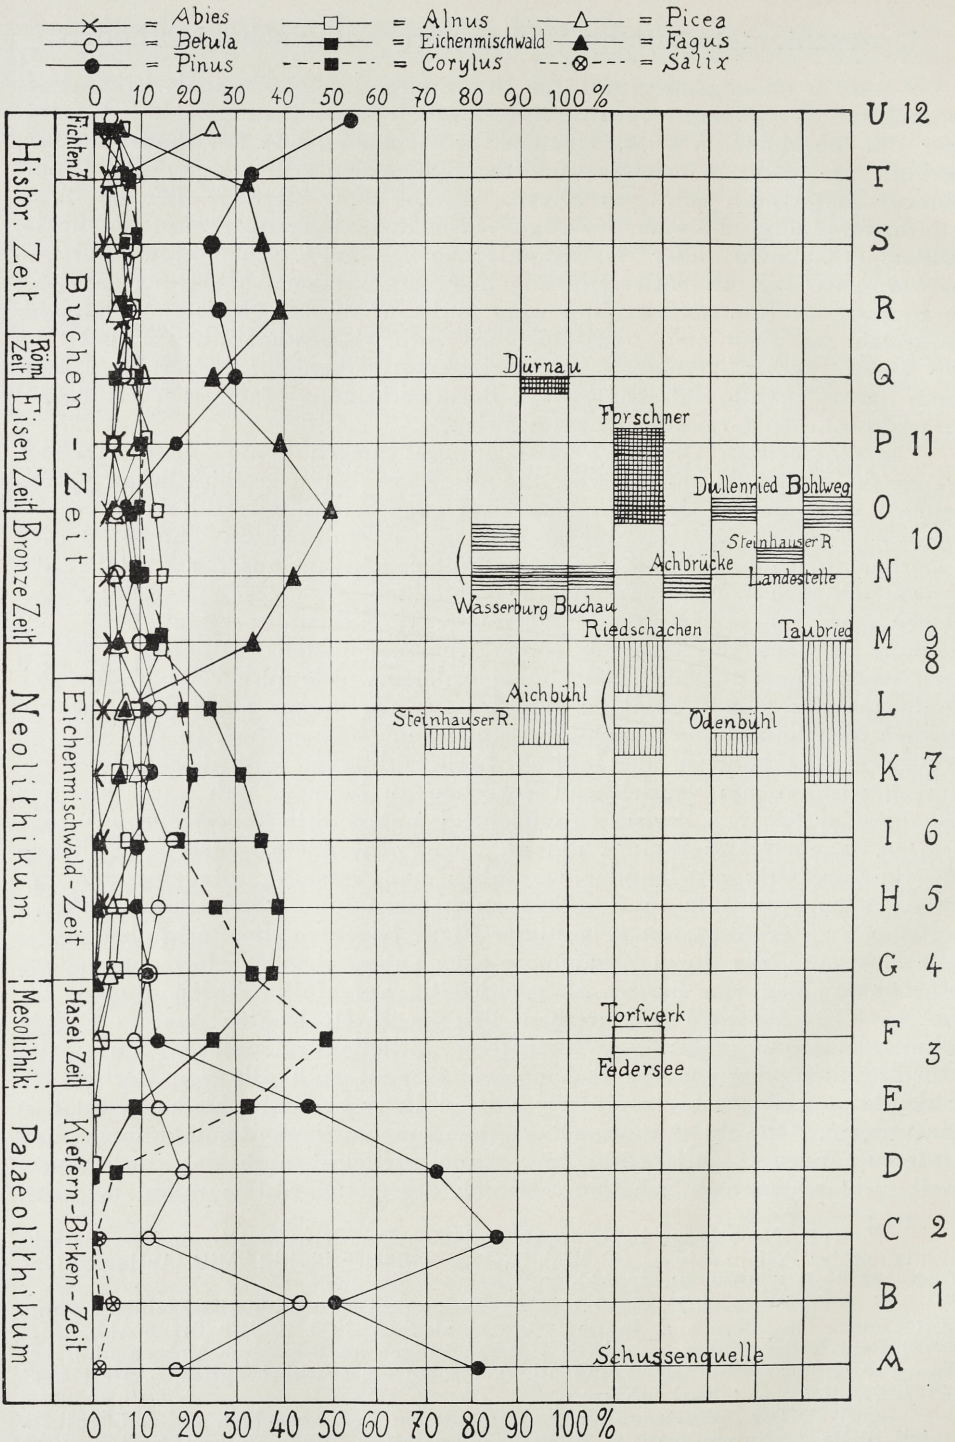 = Abies = Alnus = Picea
= Betula = Eichenmischwald = Fagus
= Pinus = Corylus = Salix
0 10 20 30 40 50 60 70 80 90 100 %
U 12
T
S
R
Q
P 11
O
10
N
M 9
8
L
K 7
I 6
H 5
G 4
F
3
E
D
C 2
B 1
A
Histor. Zeit
Röm. Zeit
Eisen Zeit
Bronze Zeit
Neolithikum
Mesolithik:
Palaeolithikum
Fichten Z
Buchen - Zeit
Eichenmischwald - Zeit
Hasel Zeit
Kiefern - Birken - Zeit
Dürnau
Forschner
Dullenried Bohlweg
Steinhauser R
Achbrücke
Landestelle
Wasserburg Buchau
Riedschachen Taubried
Aichbühl
Steinhauser R. Ödenbühl
Torfwerk
Federsee
Schussenquelle
0 10 20 30 40 50 60 70 80 90 100 %